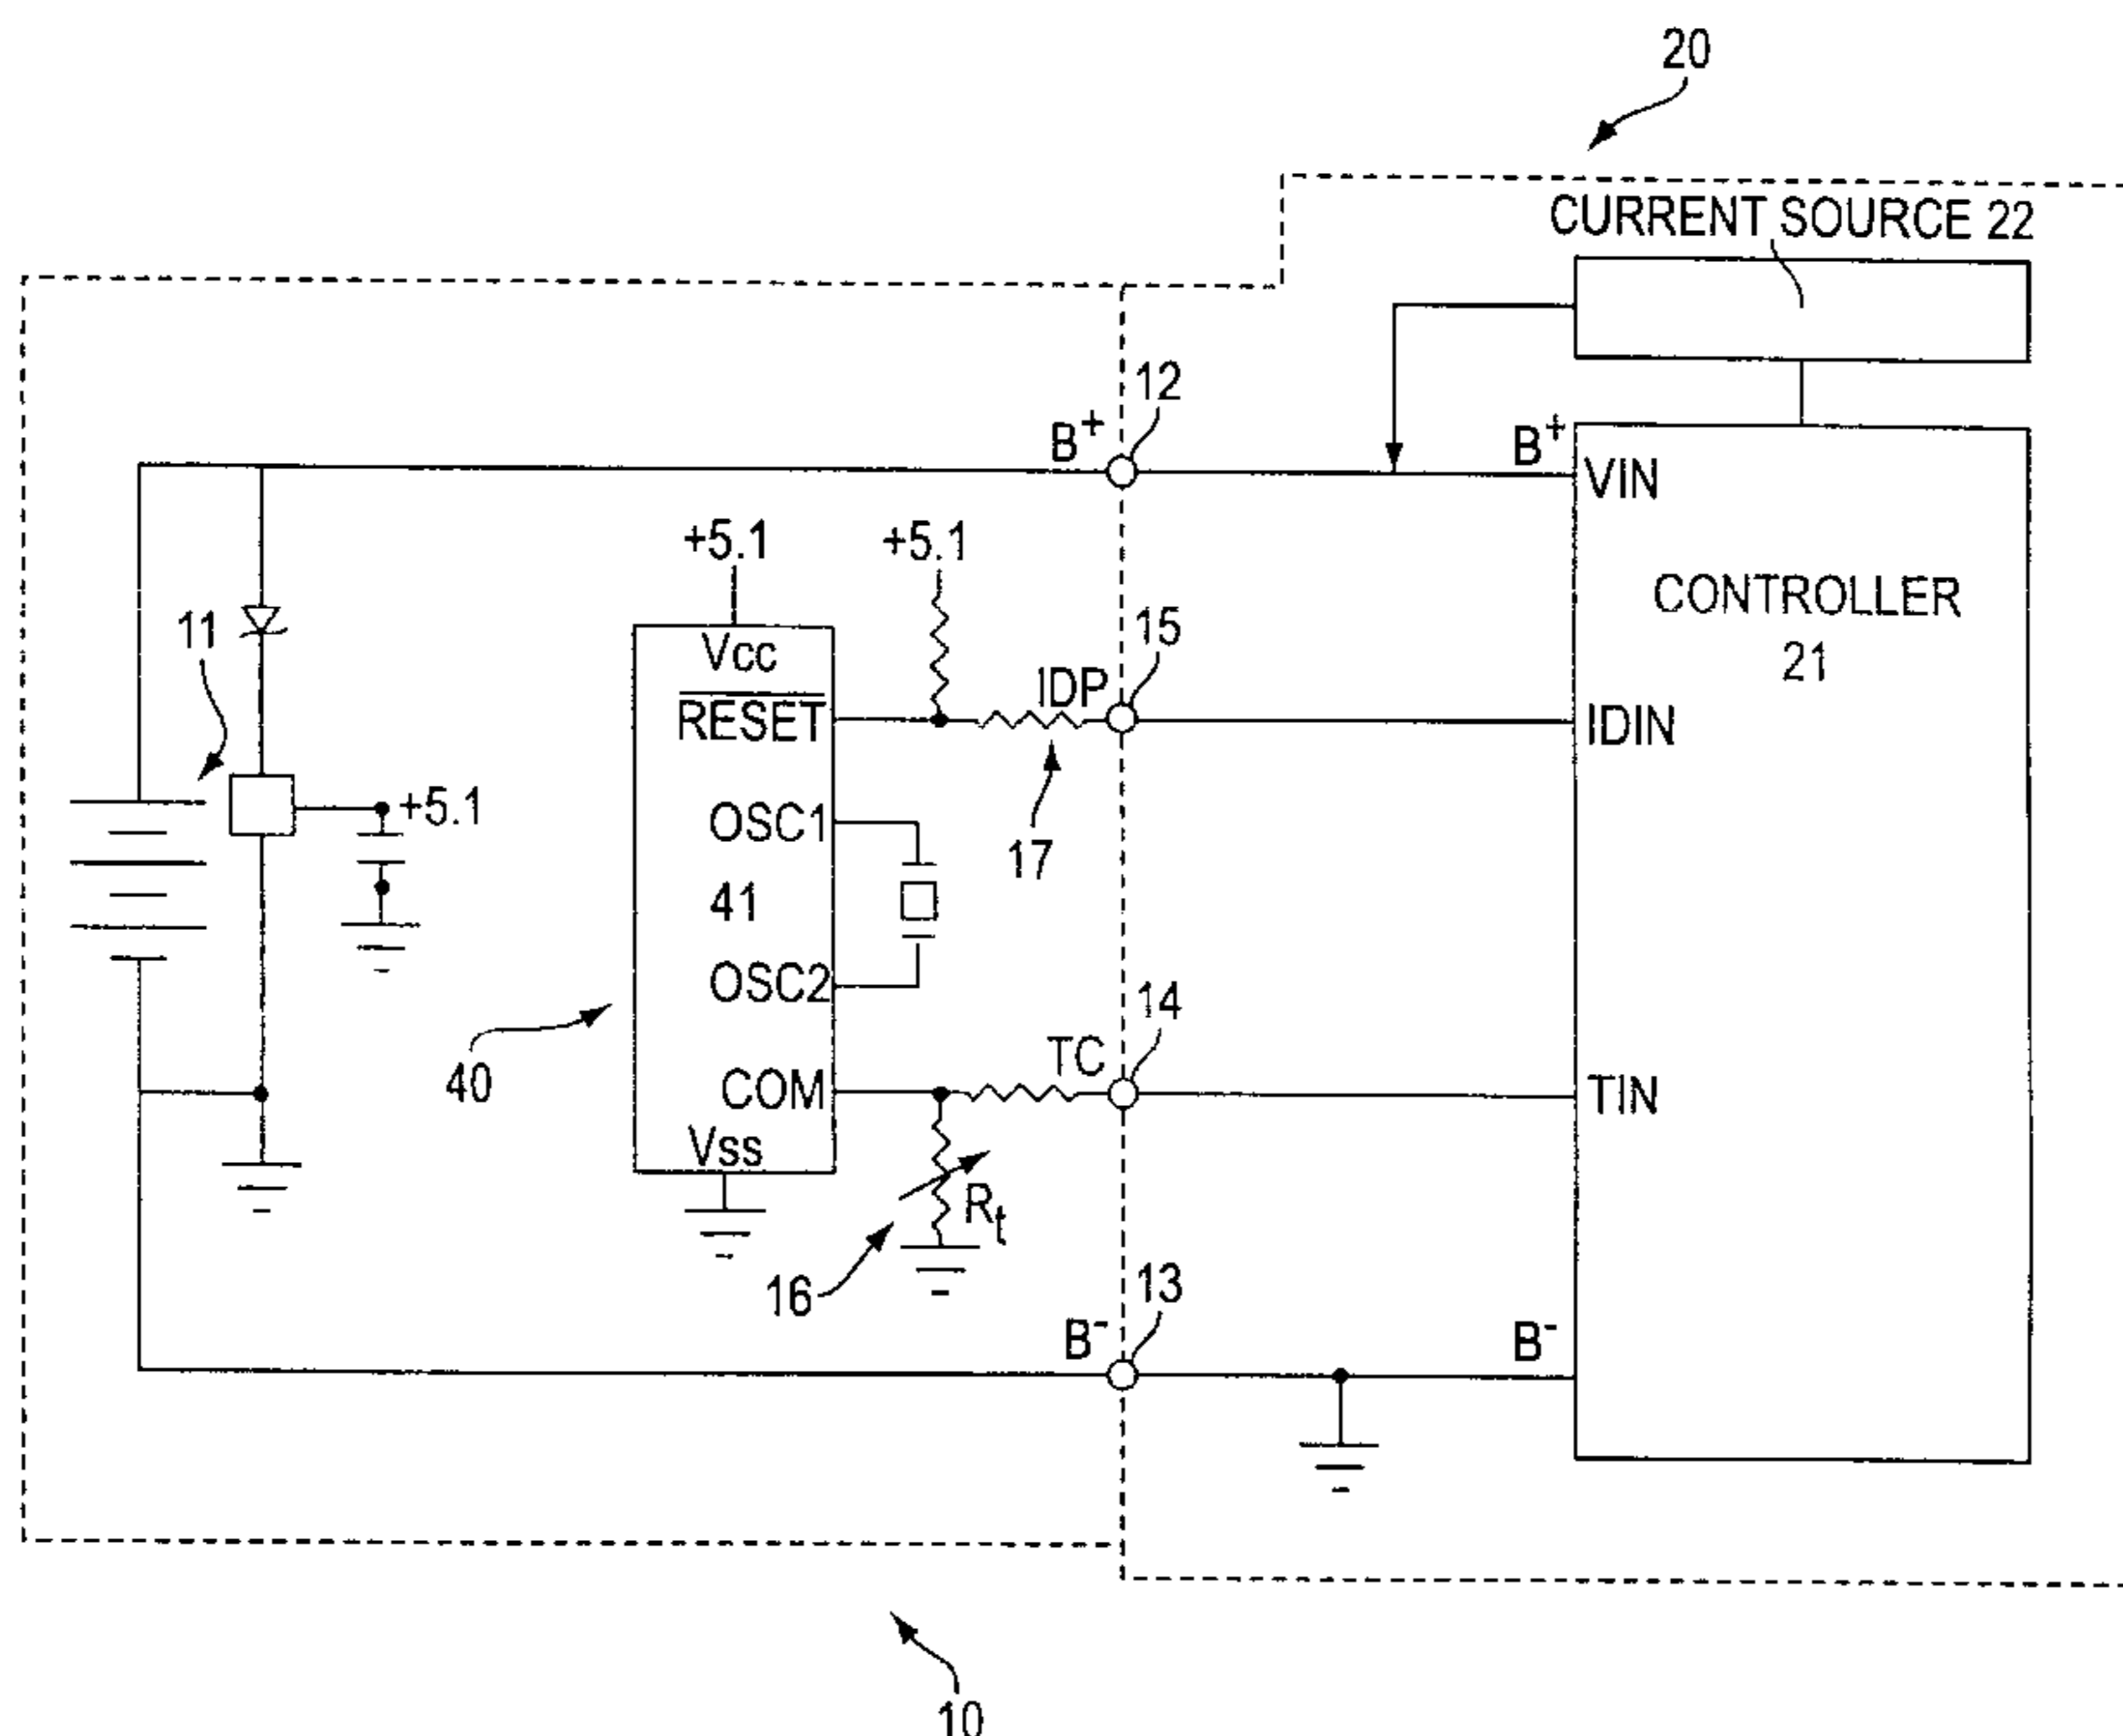 20
CURRENT SOURCE 22
12
B+
B+
VIN
+5.1
+5.1
CONTROLLER
21
11
15
Vcc
IDP
RESET
IDIN
17
+5.1
OSC1
41
OSC2
14
40
TC
COM
TIN
Vss
Rt
16
13
B-
B-
10